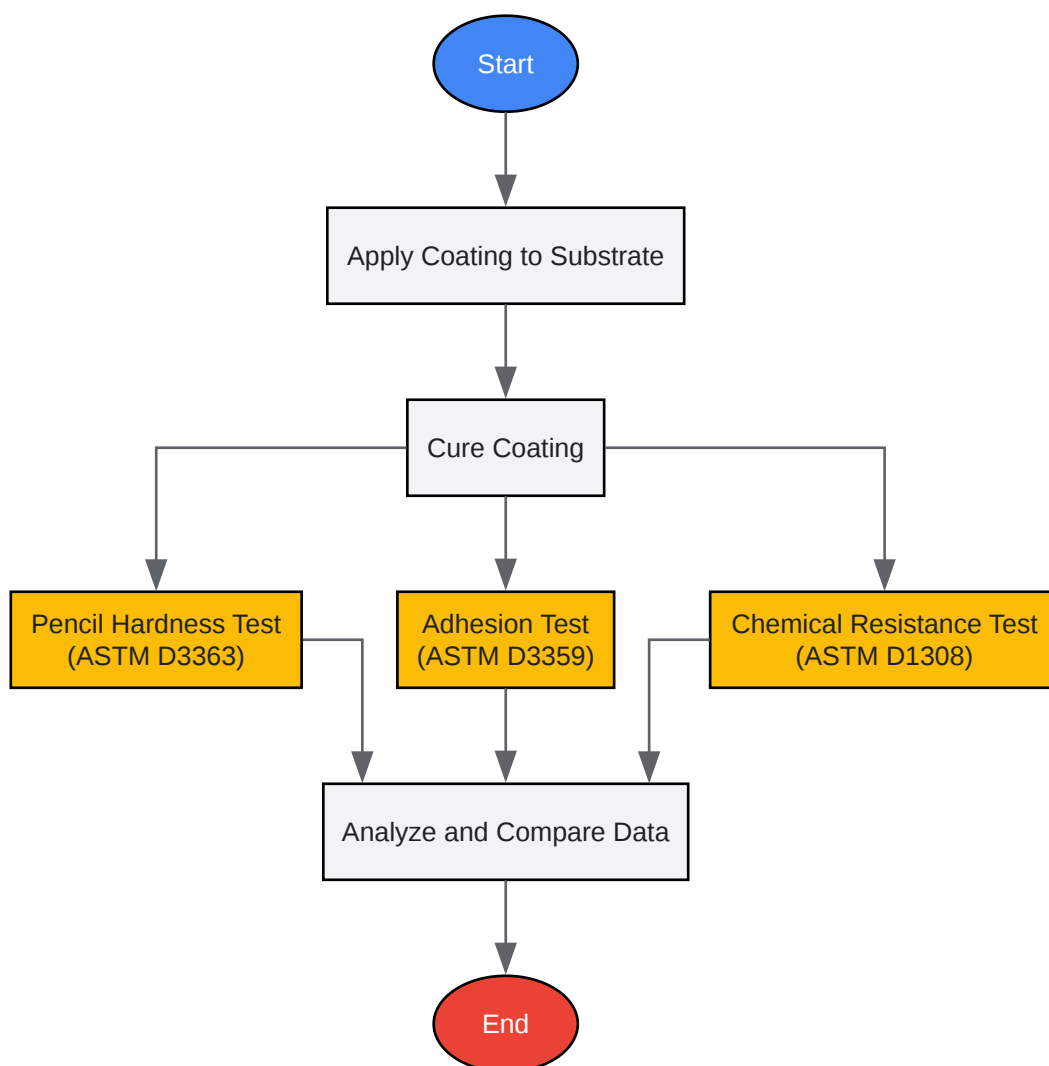 Start
Apply Coating to Substrate
Cure Coating
Pencil Hardness Test
(ASTM D3363)
Adhesion Test
(ASTM D3359)
Chemical Resistance Test
(ASTM D1308)
Analyze and Compare Data
End